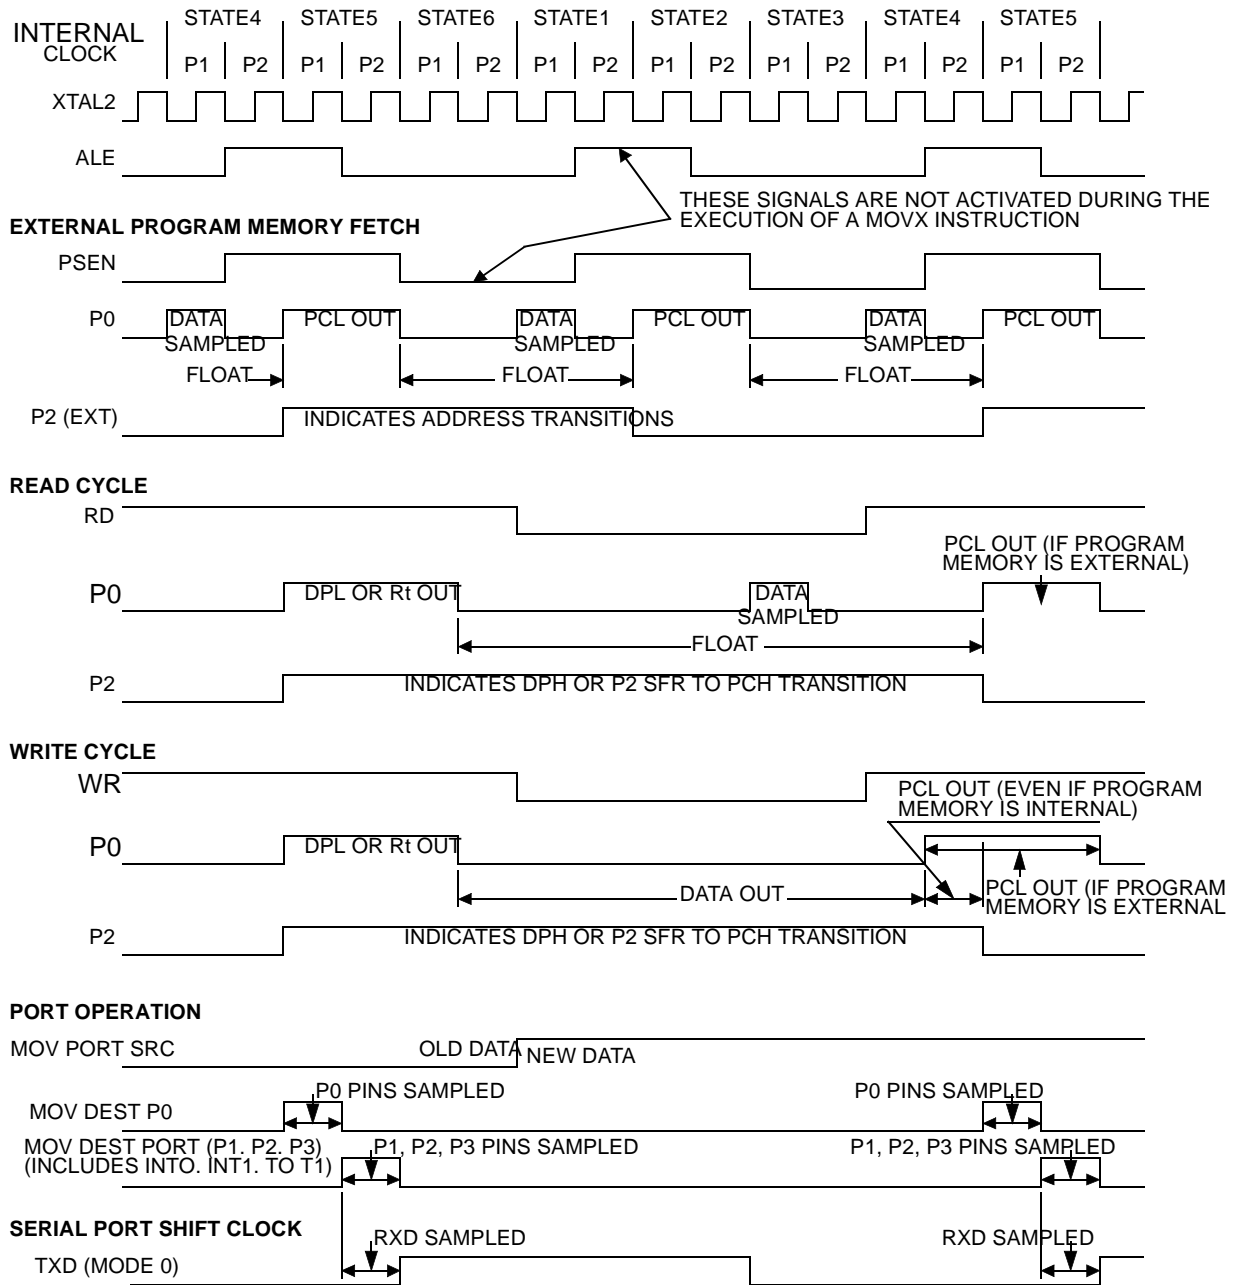 INTERNAL CLOCK
STATE4 STATE5 STATE6 STATE1 STATE2 STATE3 STATE4 STATE5
P1 P2 P1 P2 P1 P2 P1 P2 P1 P2 P1 P2 P1 P2 P1 P2
XTAL2
ALE
THESE SIGNALS ARE NOT ACTIVATED DURING THE
EXECUTION OF A MOVX INSTRUCTION
EXTERNAL PROGRAM MEMORY FETCH
PSEN
P0 DATA PCL OUT DATA PCL OUT DATA PCL OUT
SAMPLED SAMPLED SAMPLED
FLOAT FLOAT FLOAT
P2 (EXT) INDICATES ADDRESS TRANSITIONS
READ CYCLE
RD
PCL OUT (IF PROGRAM
MEMORY IS EXTERNAL)
P0 DPL OR Rt OUT DATA
SAMPLED
FLOAT
P2 INDICATES DPH OR P2 SFR TO PCH TRANSITION
WRITE CYCLE
WR
PCL OUT (EVEN IF PROGRAM
MEMORY IS INTERNAL)
P0 DPL OR Rt OUT
DATA OUT
PCL OUT (IF PROGRAM
MEMORY IS EXTERNAL
P2 INDICATES DPH OR P2 SFR TO PCH TRANSITION
PORT OPERATION
MOV PORT SRC OLD DATA NEW DATA
P0 PINS SAMPLED P0 PINS SAMPLED
MOV DEST P0
MOV DEST PORT (P1. P2. P3) P1, P2, P3 PINS SAMPLED P1, P2, P3 PINS SAMPLED
(INCLUDES INTO. INT1. TO T1)
SERIAL PORT SHIFT CLOCK
RXD SAMPLED RXD SAMPLED
TXD (MODE 0)